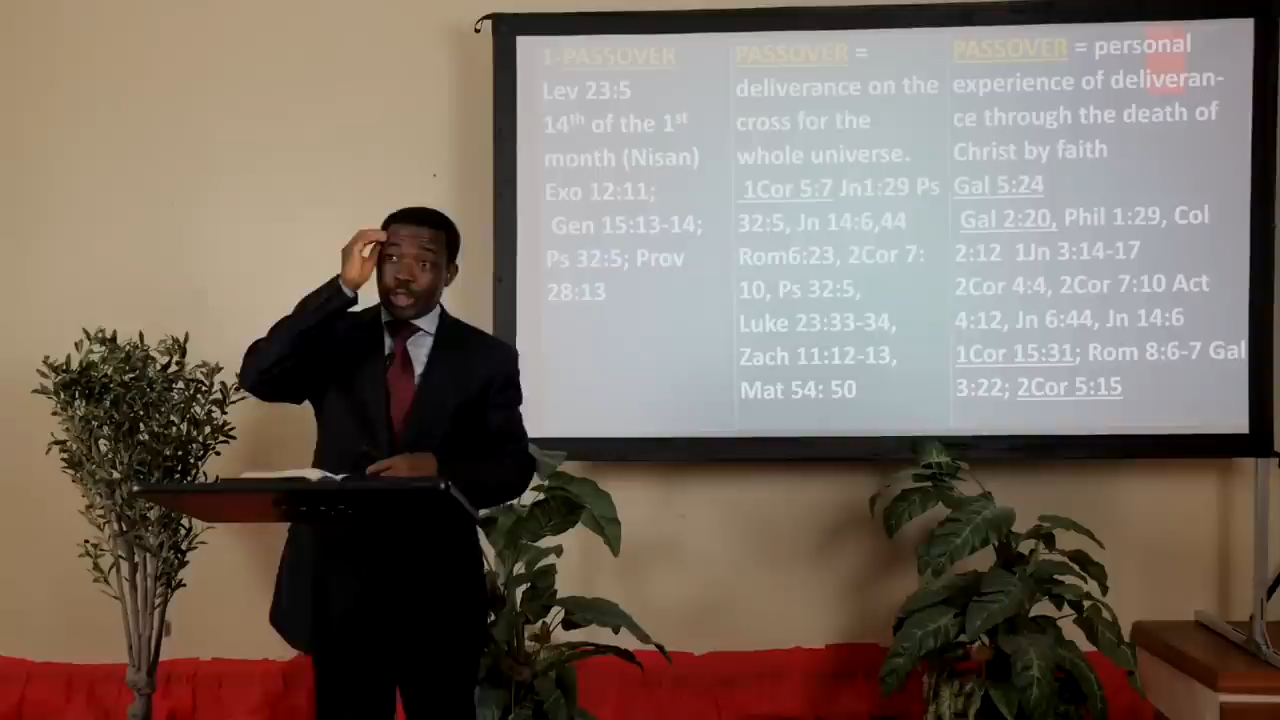 1-PASSOVER
Lev 23:5
14th of the 1st
month (Nisan)
Exo 12:11;
Gen 15:13-14;
Ps 32:5; Prov
28:13
PASSOVER =
deliverance on the
cross for the
whole universe.
1Cor 5:7 Jn1:29 Ps
32:5, Jn 14:6,44
Rom6:23, 2Cor 7:
10, Ps 32:5,
Luke 23:33-34,
Zach 11:12-13,
Mat 54: 50
PASSOVER = personal
experience of deliveran-
ce through the death of
Christ by faith
Gal 5:24
Gal 2:20, Phil 1:29, Col
2:12 1Jn 3:14-17
2Cor 4:4, 2Cor 7:10 Act
4:12, Jn 6:44, Jn 14:6
1Cor 15:31; Rom 8:6-7 Gal
3:22; 2Cor 5:15